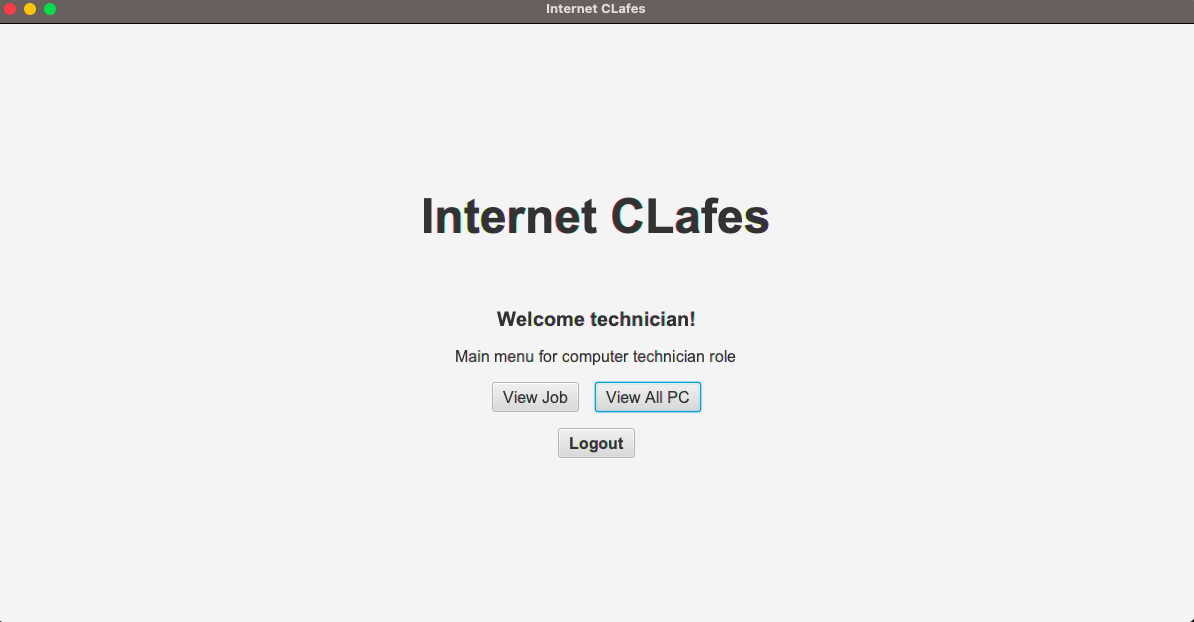 Internet CLafes
Internet CLafes
Welcome technician!
Main menu for computer technician role
View Job View All PC
Logout